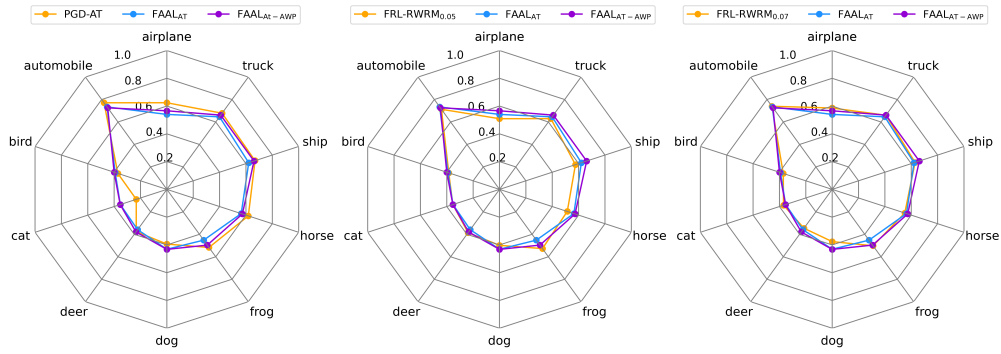 PGD-AT FAAL_AT FAAL_At−AWP
airplane
automobile
truck
bird
ship
cat
horse
deer
frog
dog
1.0
0.8
0.6
0.4
0.2
FRL-RWRM_0.05 FAAL_AT FAAL_AT−AWP
airplane
automobile
truck
bird
ship
cat
horse
deer
frog
dog
1.0
0.8
0.6
0.4
0.2
FRL-RWRM_0.07 FAAL_AT FAAL_AT−AWP
airplane
automobile
truck
bird
ship
cat
horse
deer
frog
dog
1.0
0.8
0.6
0.4
0.2